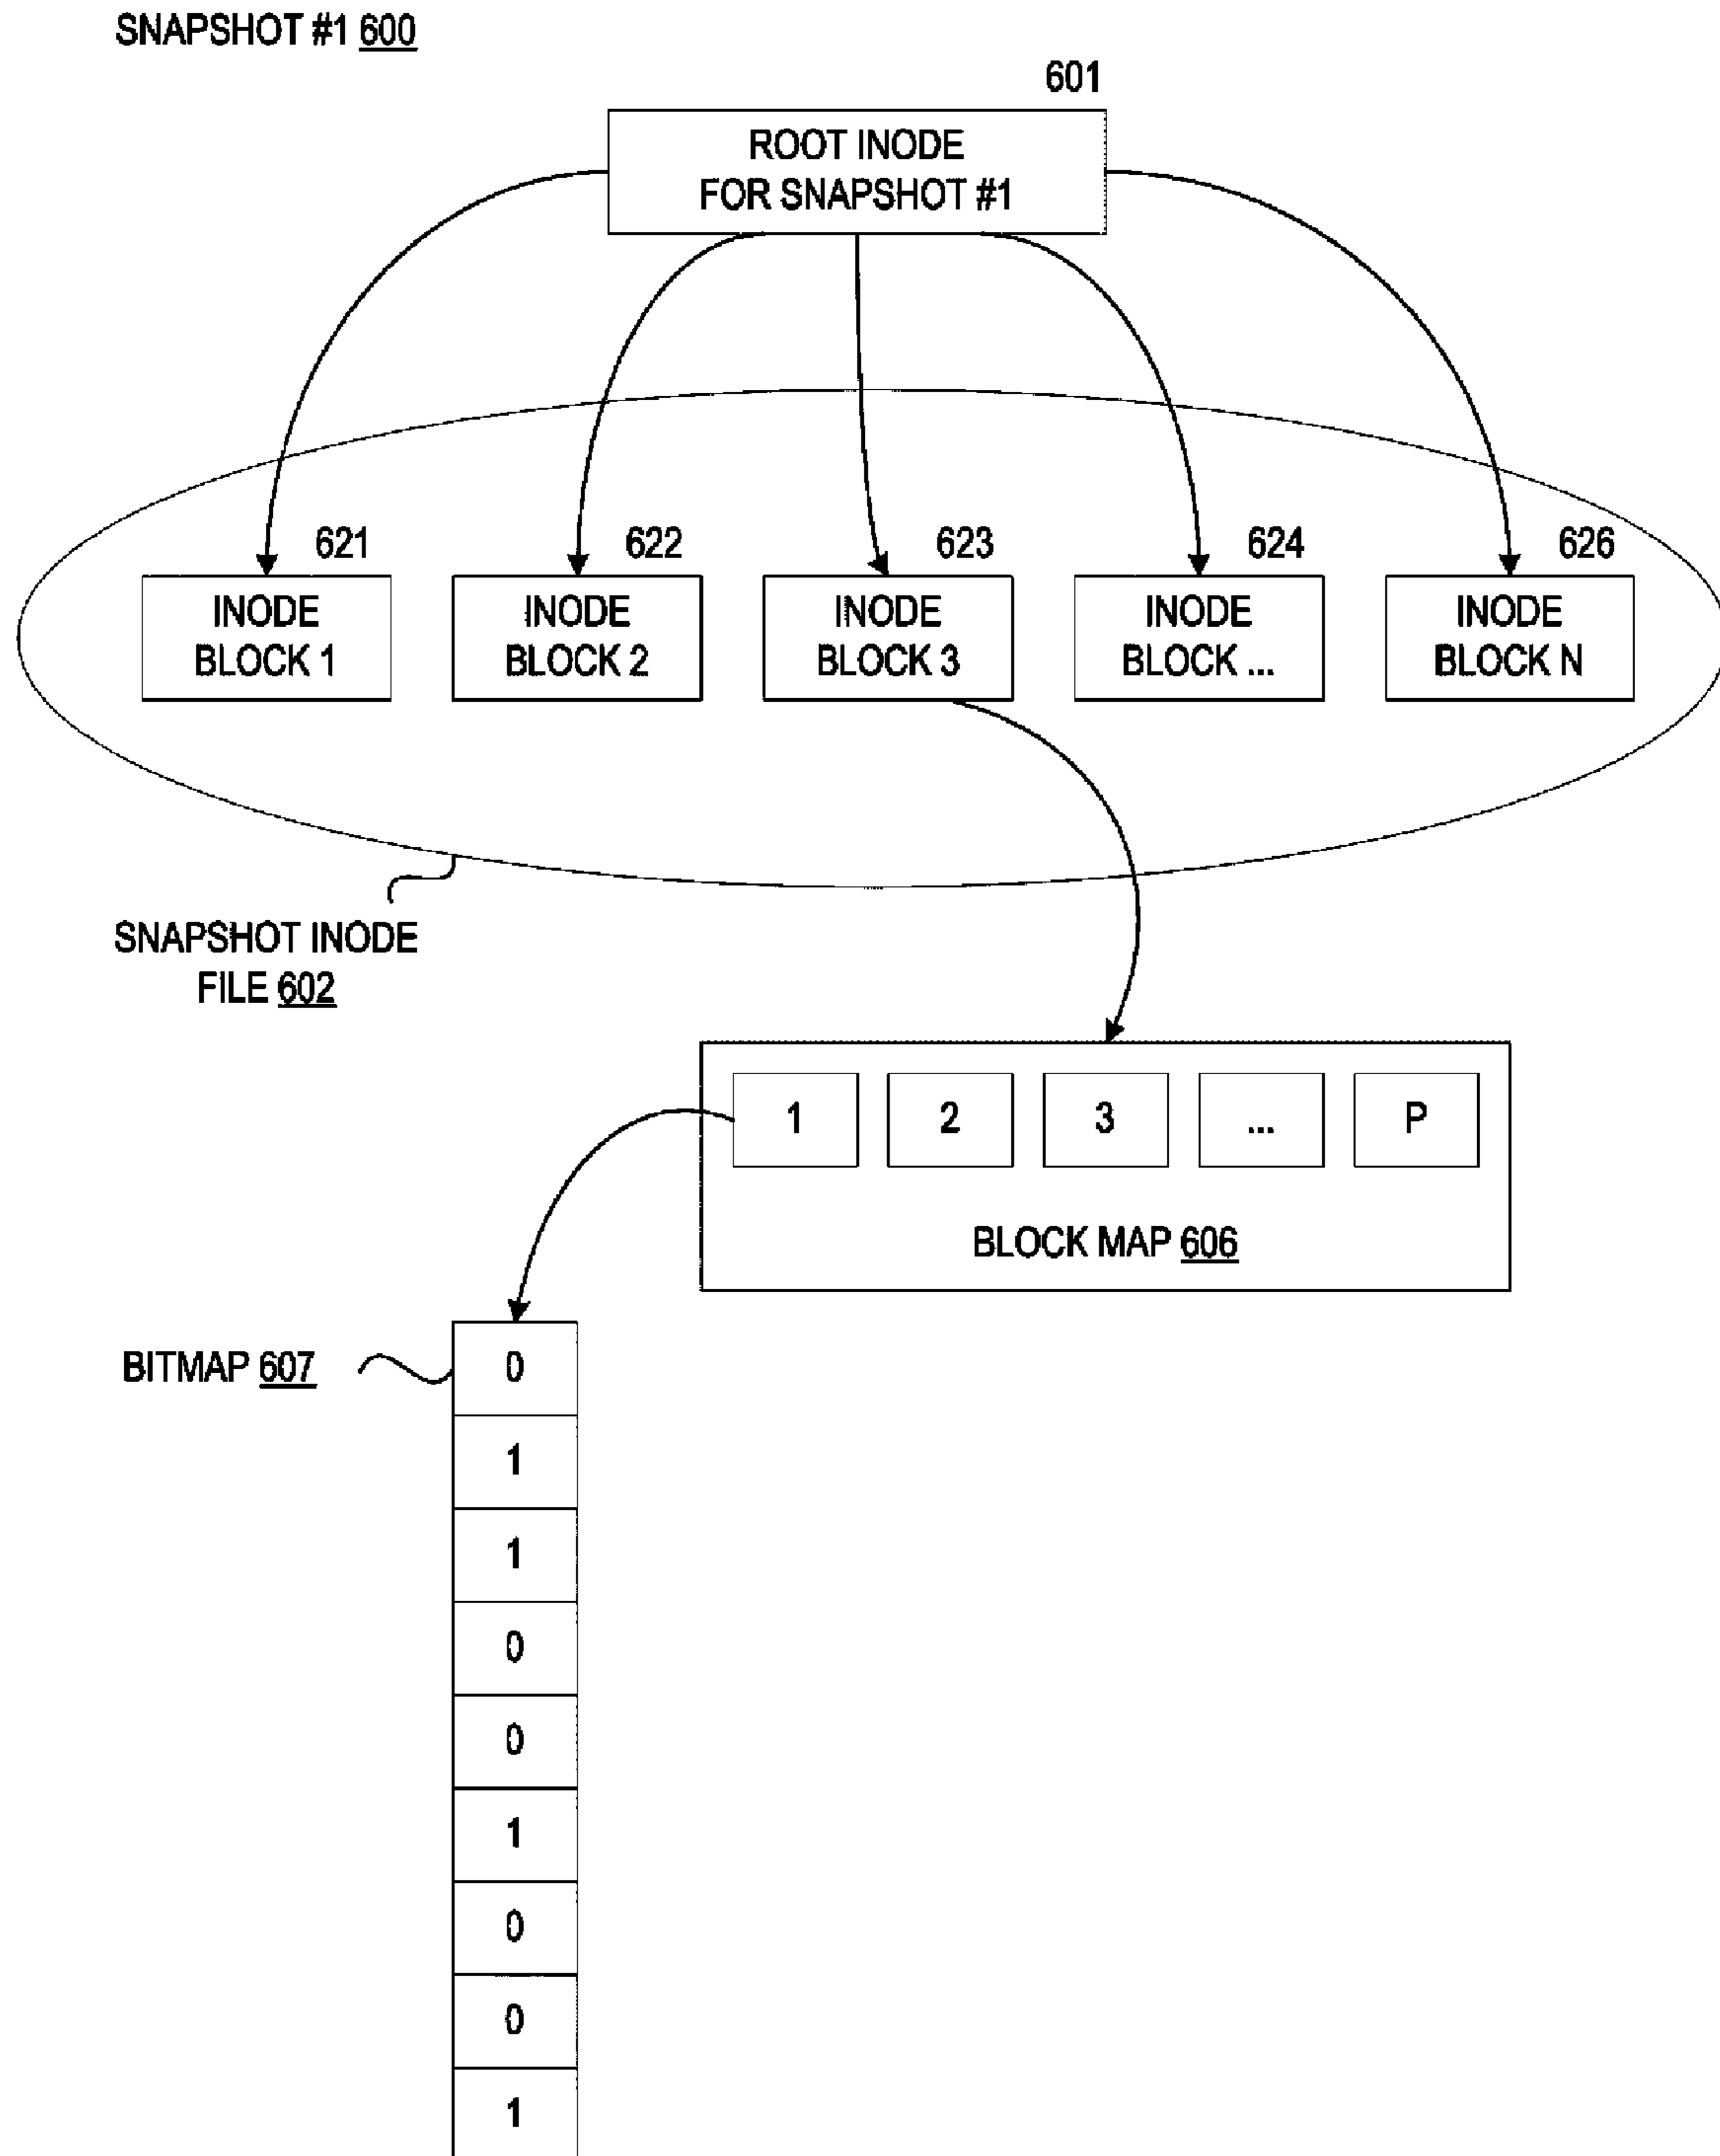 SNAPSHOT #1 600
601
ROOT INODE
FOR SNAPSHOT #1
621
622
623
624
626
INODE
BLOCK 1
INODE
BLOCK 2
INODE
BLOCK 3
INODE
BLOCK ...
INODE
BLOCK N
SNAPSHOT INODE
FILE 602
1
2
3
...
P
BLOCK MAP 606
BITMAP 607
0
1
1
0
0
1
0
0
1